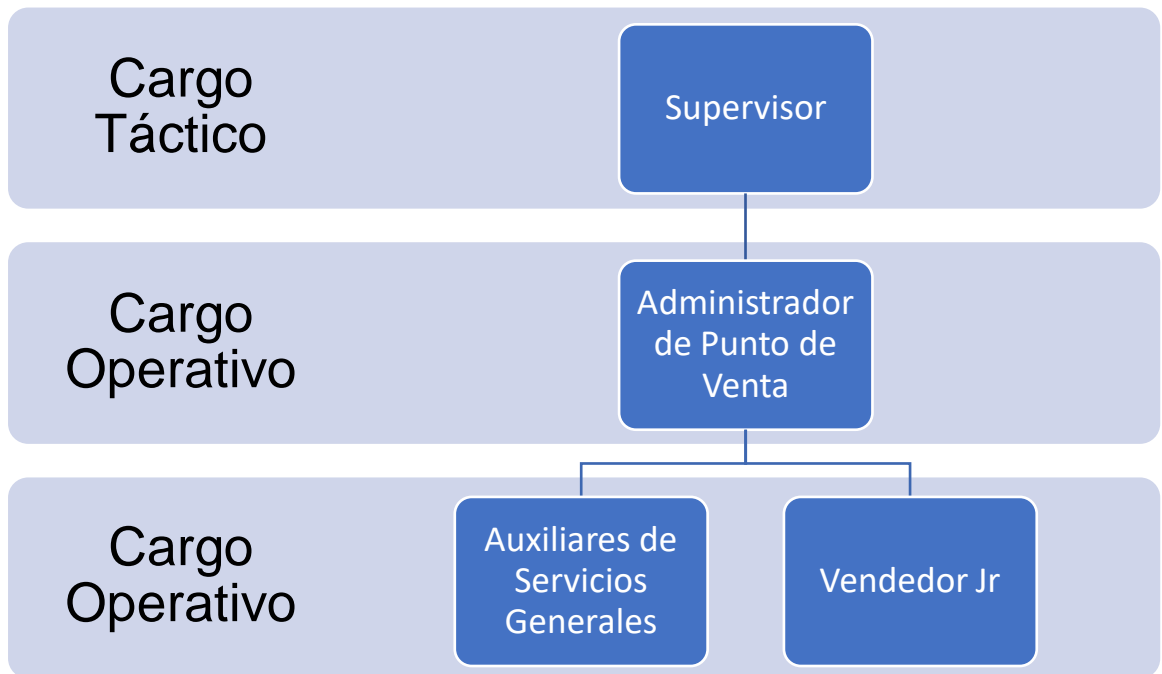 Cargo
Táctico
Supervisor
Cargo
Operativo
Administrador
de Punto de
Venta
Cargo
Operativo
Auxiliares de
Servicios
Generales
Vendedor Jr